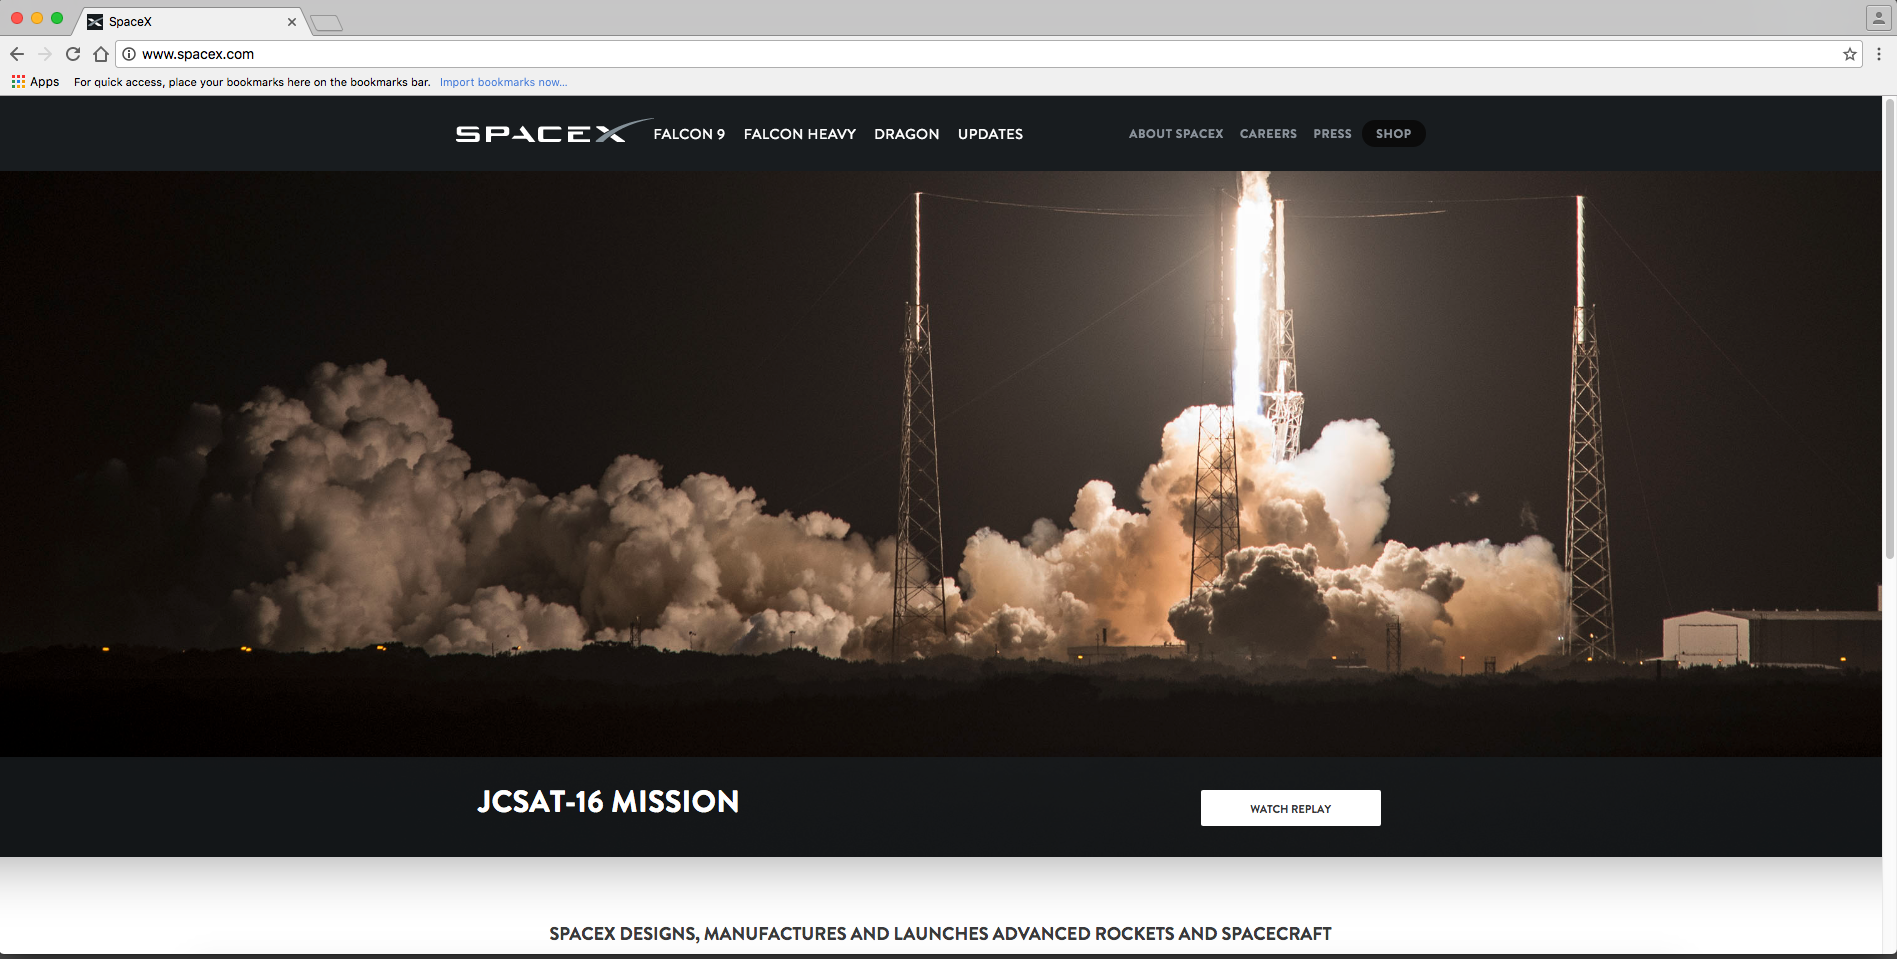 SpaceX
www.spacex.com
Apps For quick access, place your bookmarks here on the bookmarks bar. Import bookmarks now...
SPACEX FALCON 9 FALCON HEAVY DRAGON UPDATES ABOUT SPACEX CAREERS PRESS SHOP
JCSAT-16 MISSION WATCH REPLAY
SPACEX DESIGNS, MANUFACTURES AND LAUNCHES ADVANCED ROCKETS AND SPACECRAFT